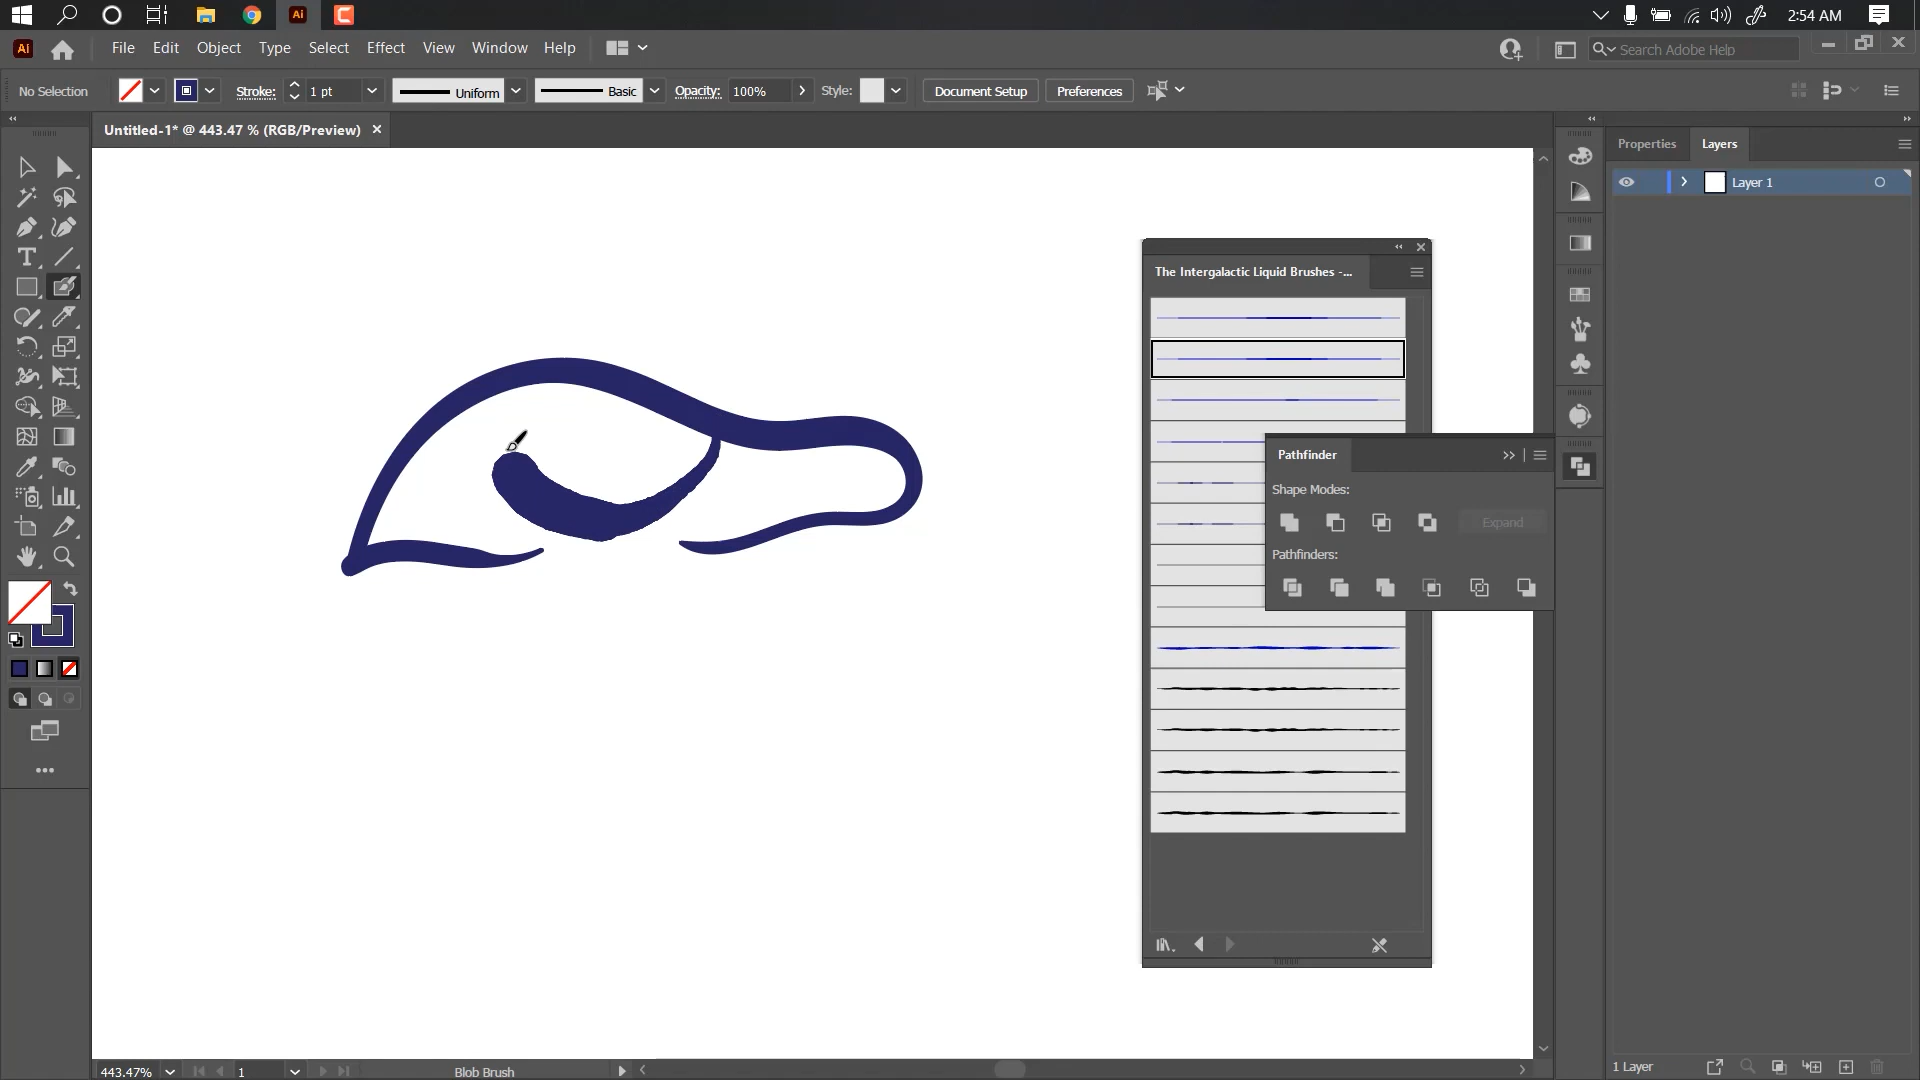 Ai
2:54 AM
Ai
File Edit Object Type Select Effect View Window Help
Search Adobe Help
No Selection
Stroke:
1 pt
Uniform
Basic
Opacity:
100%
Style:
Document Setup
Preferences
Untitled-1* @ 443.47 % (RGB/Preview)
Properties
Layers
Layer 1
The Intergalactic Liquid Brushes -...
Pathfinder
Shape Modes:
Expand
Pathfinders:
443.47%
1
Blob Brush
1 Layer